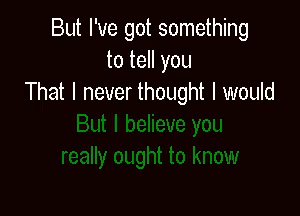 But I've got something
to tell you
That I never thought I would
But I believe you
really ought to know